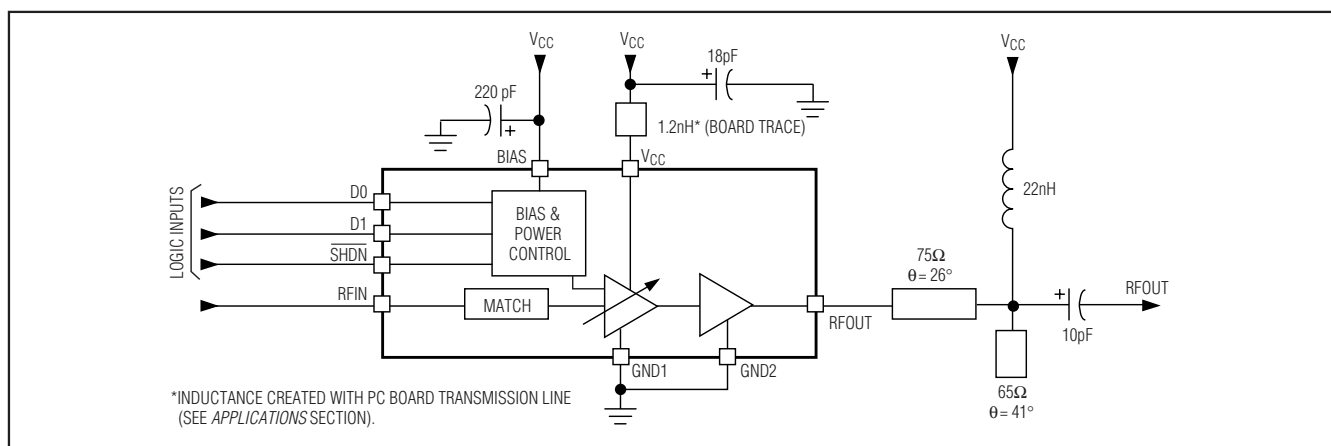 VCC
VCC
VCC
18pF
220 pF
1.2nH* (BOARD TRACE)
BIAS
VCC
22nH
LOGIC INPUTS
D0
D1
SHDN
RFIN
BIAS &
POWER
CONTROL
MATCH
75Ω
θ = 26°
RFOUT
RFOUT
10pF
GND1
GND2
65Ω
θ = 41°
*INDUCTANCE CREATED WITH PC BOARD TRANSMISSION LINE
(SEE APPLICATIONS SECTION).